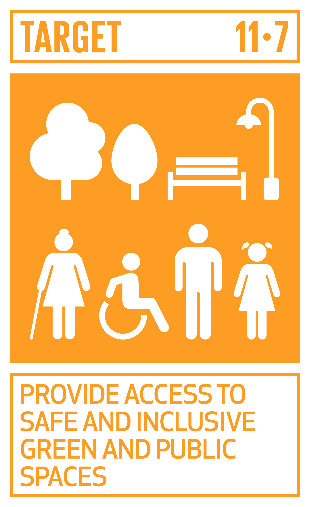 TARGET 11•7
PROVIDE ACCESS TO
SAFE AND INCLUSIVE
GREEN AND PUBLIC
SPACES